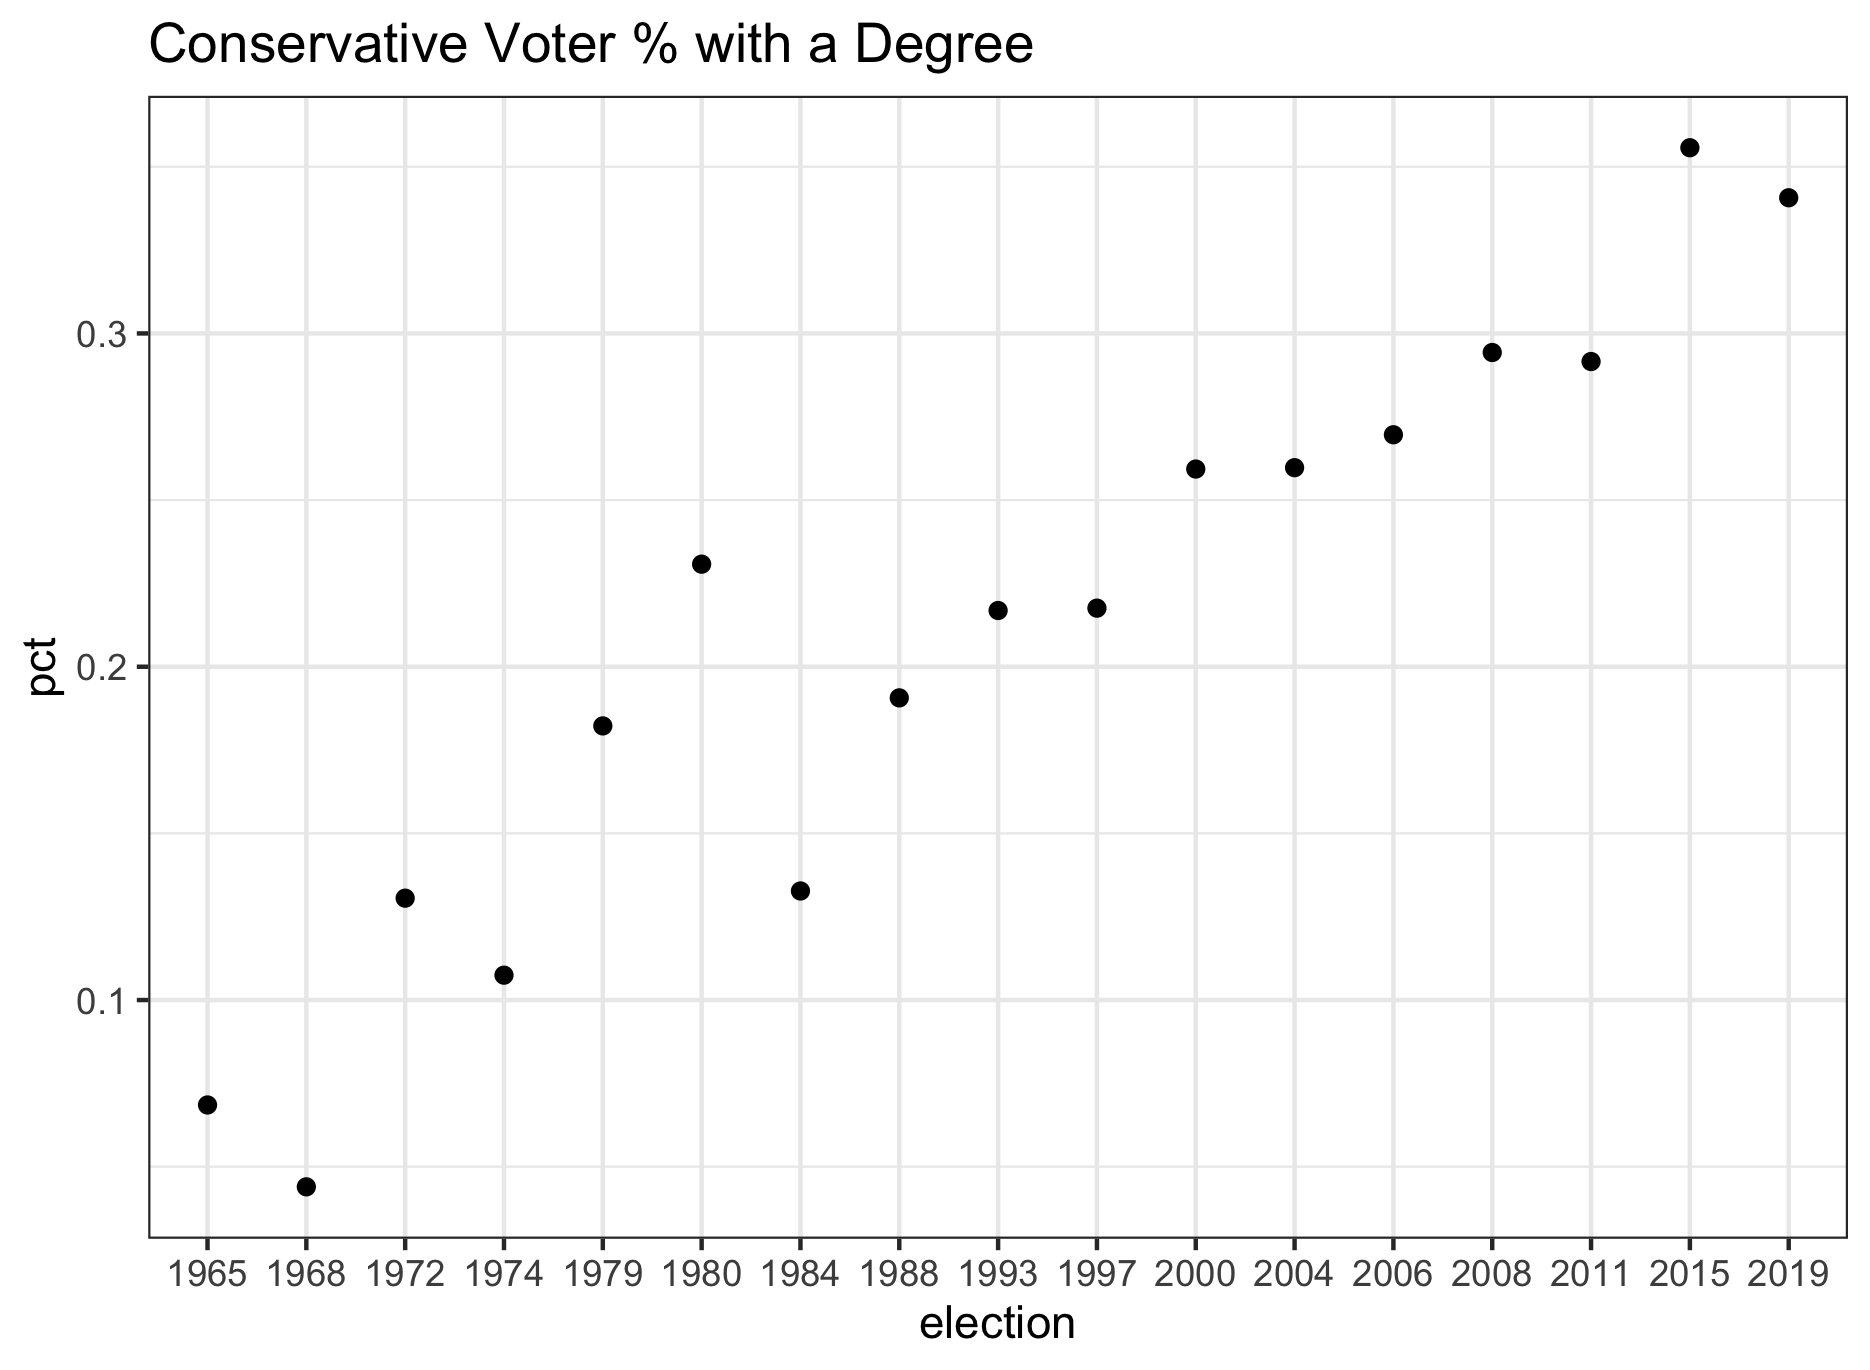 Conservative Voter % with a Degree
pct
0.3
0.2
0.1
1965 1968 1972 1974 1979 1980 1984 1988 1993 1997 2000 2004 2006 2008 2011 2015 2019
election